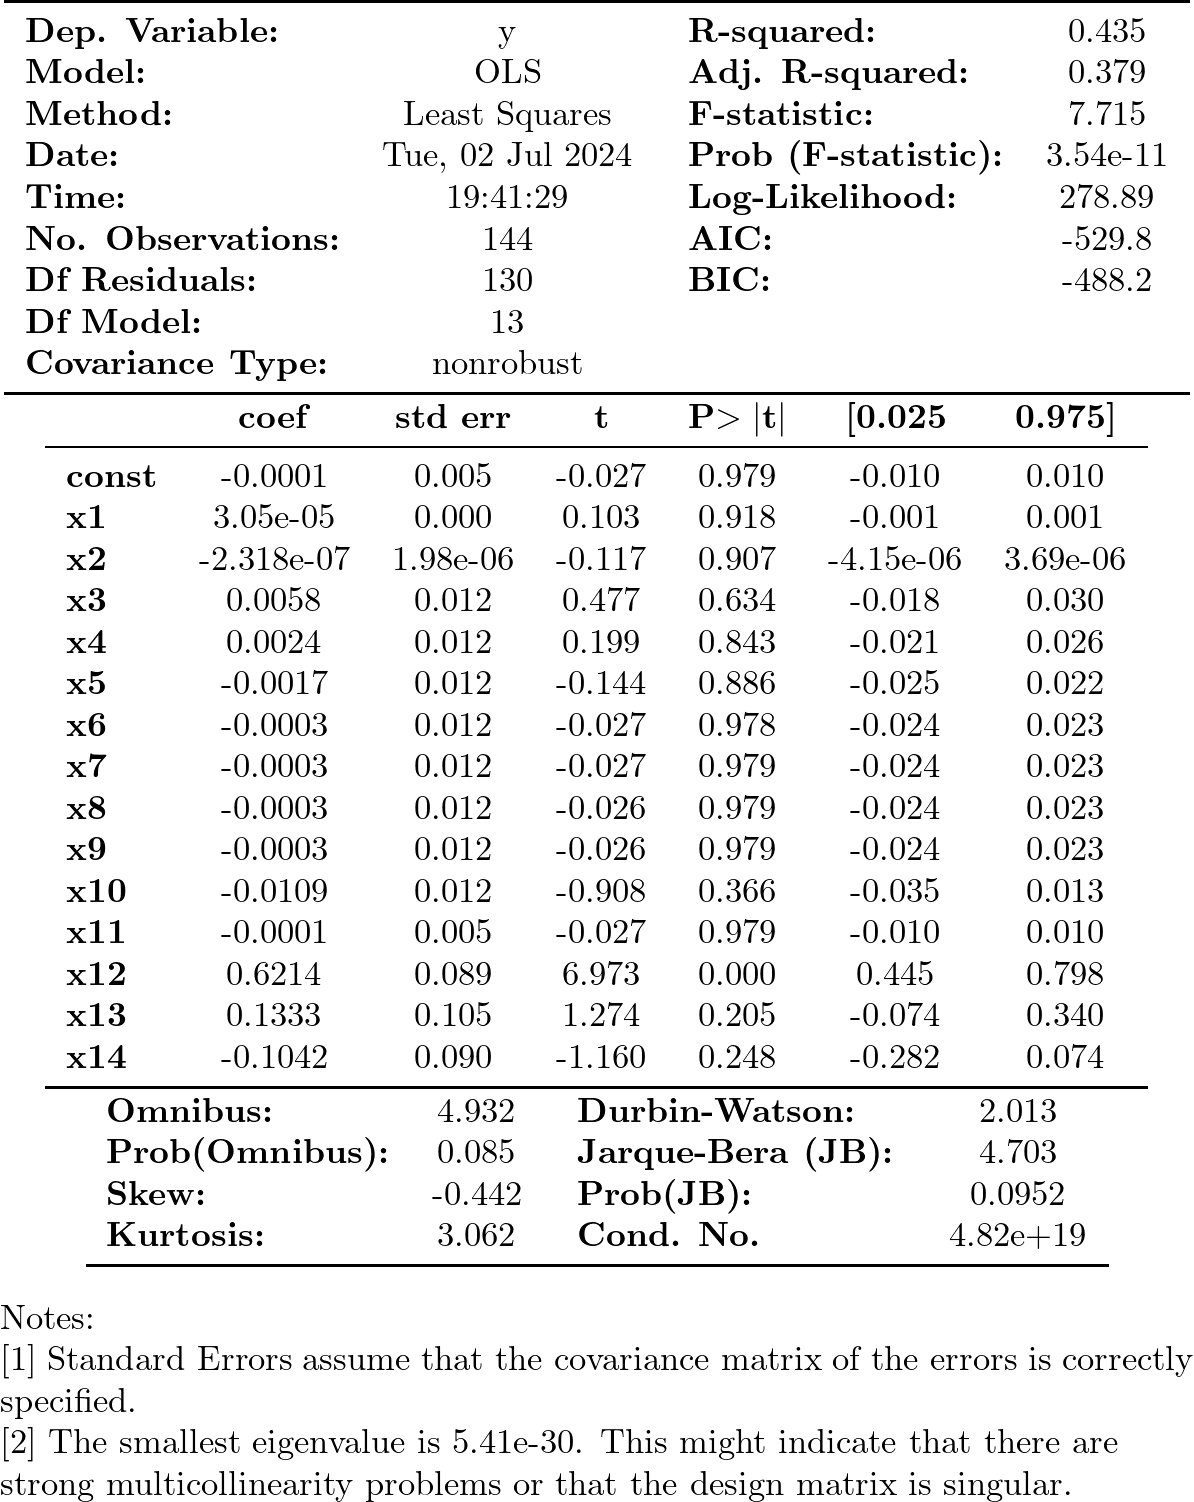 Dep. Variable: y R-squared: 0.435
Model: OLS Adj. R-squared: 0.379
Method: Least Squares F-statistic: 7.715
Date: Tue, 02 Jul 2024 Prob (F-statistic): 3.54e-11
Time: 19:41:29 Log-Likelihood: 278.89
No. Observations: 144 AIC: -529.8
Df Residuals: 130 BIC: -488.2
Df Model: 13
Covariance Type: nonrobust
coef std err t P> |t| [0.025 0.975]
const -0.0001 0.005 -0.027 0.979 -0.010 0.010
x1 3.05e-05 0.000 0.103 0.918 -0.001 0.001
x2 -2.318e-07 1.98e-06 -0.117 0.907 -4.15e-06 3.69e-06
x3 0.0058 0.012 0.477 0.634 -0.018 0.030
x4 0.0024 0.012 0.199 0.843 -0.021 0.026
x5 -0.0017 0.012 -0.144 0.886 -0.025 0.022
x6 -0.0003 0.012 -0.027 0.978 -0.024 0.023
x7 -0.0003 0.012 -0.027 0.979 -0.024 0.023
x8 -0.0003 0.012 -0.026 0.979 -0.024 0.023
x9 -0.0003 0.012 -0.026 0.979 -0.024 0.023
x10 -0.0109 0.012 -0.908 0.366 -0.035 0.013
x11 -0.0001 0.005 -0.027 0.979 -0.010 0.010
x12 0.6214 0.089 6.973 0.000 0.445 0.798
x13 0.1333 0.105 1.274 0.205 -0.074 0.340
x14 -0.1042 0.090 -1.160 0.248 -0.282 0.074
Omnibus: 4.932 Durbin-Watson: 2.013
Prob(Omnibus): 0.085 Jarque-Bera (JB): 4.703
Skew: -0.442 Prob(JB): 0.0952
Kurtosis: 3.062 Cond. No. 4.82e+19
Notes:
[1] Standard Errors assume that the covariance matrix of the errors is correctly
specified.
[2] The smallest eigenvalue is 5.41e-30. This might indicate that there are
strong multicollinearity problems or that the design matrix is singular.